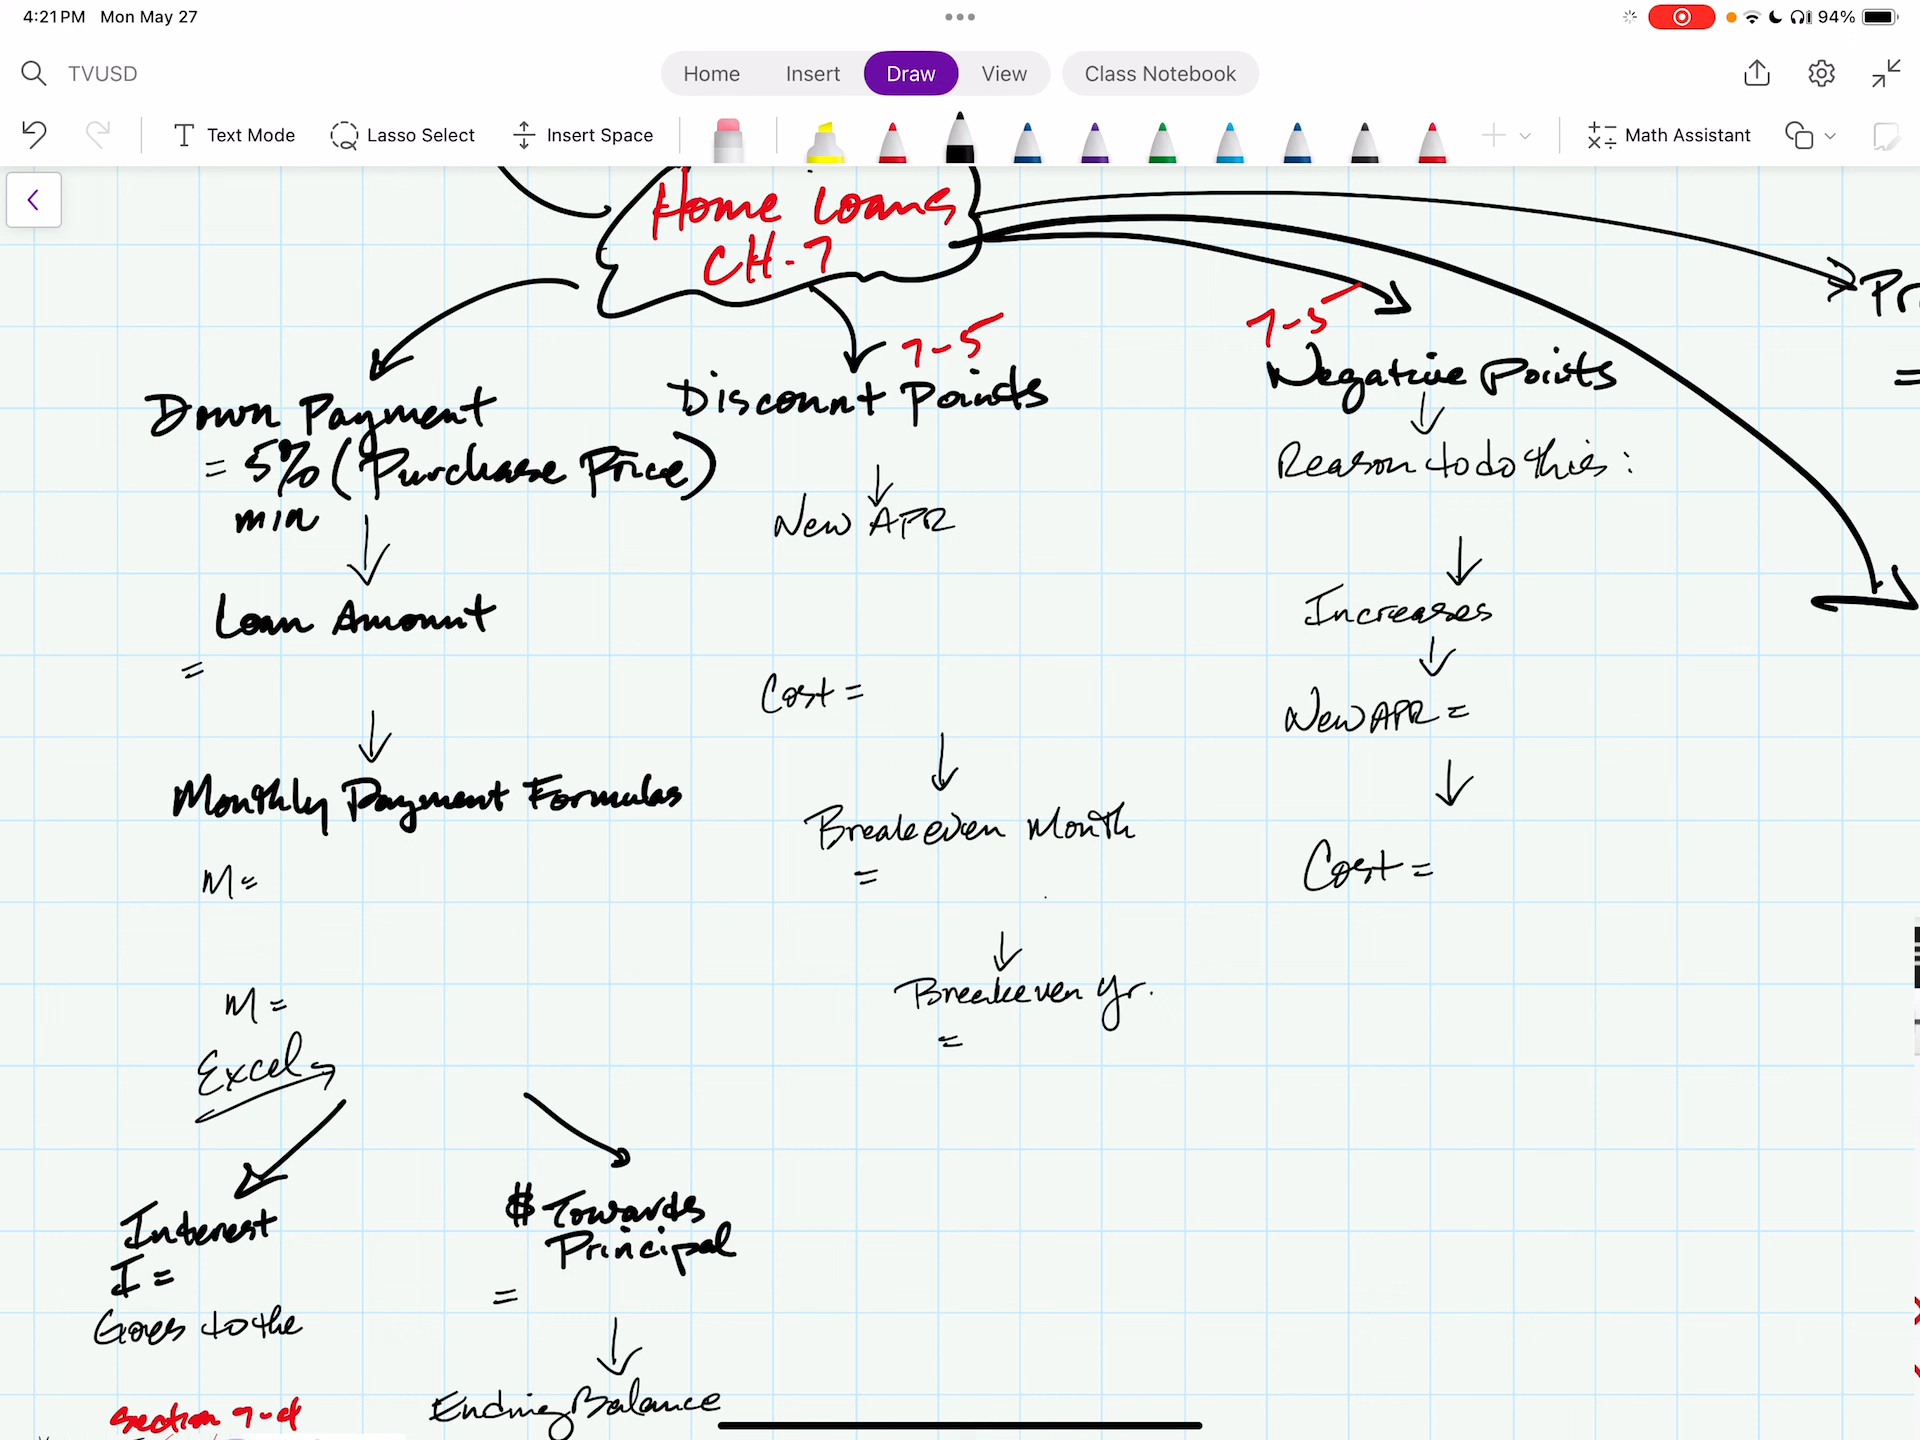 4:21 PM Mon May 27
94%
TVUSD
Home Insert Draw View Class Notebook
Text Mode Lasso Select Insert Space Math Assistant
Home Loans
CH-7
Down Payment
= 5% (Purchase Price)
min
Loan Amount
=
Monthly Payment Formulas
M=
M=
Excel
Interest
I=
Goes to the
$ Towards
Principal
=
Ending Balance
7-5
Discount Points
New APR
Cost =
Breakeven Month
=
Breakeven yr.
=
7-5
Negative Points
Reason to do this:
Increases
New APR =
Cost =
Pr
=